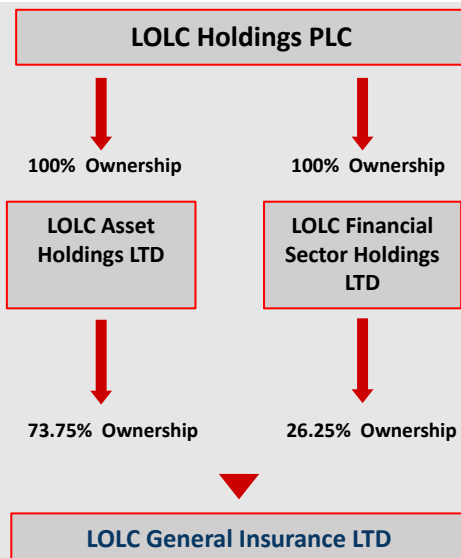 LOLC Holdings PLC
100% Ownership
100% Ownership
LOLC Asset
Holdings LTD
LOLC Financial
Sector Holdings
LTD
73.75% Ownership
26.25% Ownership
LOLC General Insurance LTD